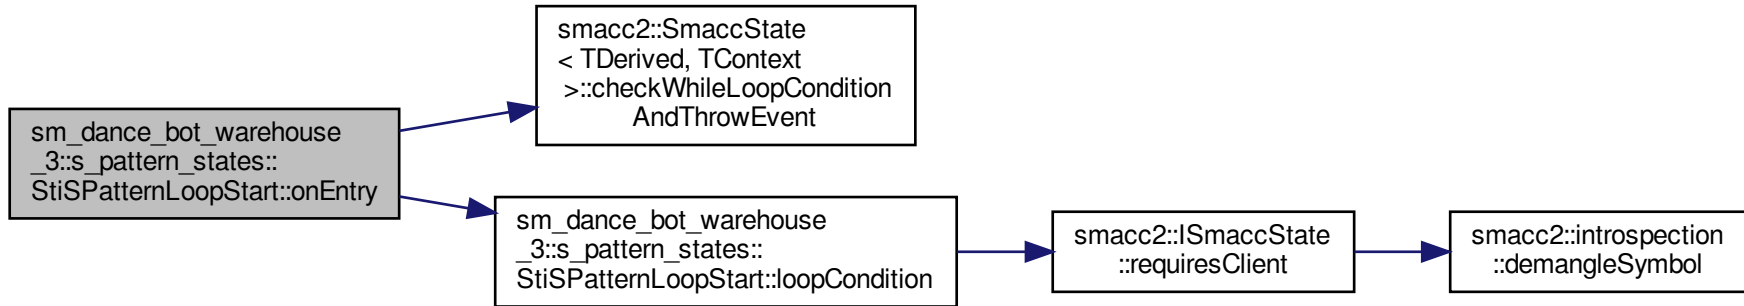 sm_dance_bot_warehouse
_3::s_pattern_states::
StiSPatternLoopStart::onEntry
smacc2::SmaccState
< TDerived, TContext
>::checkWhileLoopCondition
AndThrowEvent
sm_dance_bot_warehouse
_3::s_pattern_states::
StiSPatternLoopStart::loopCondition
smacc2::ISmaccState
::requiresClient
smacc2::introspection
::demangleSymbol